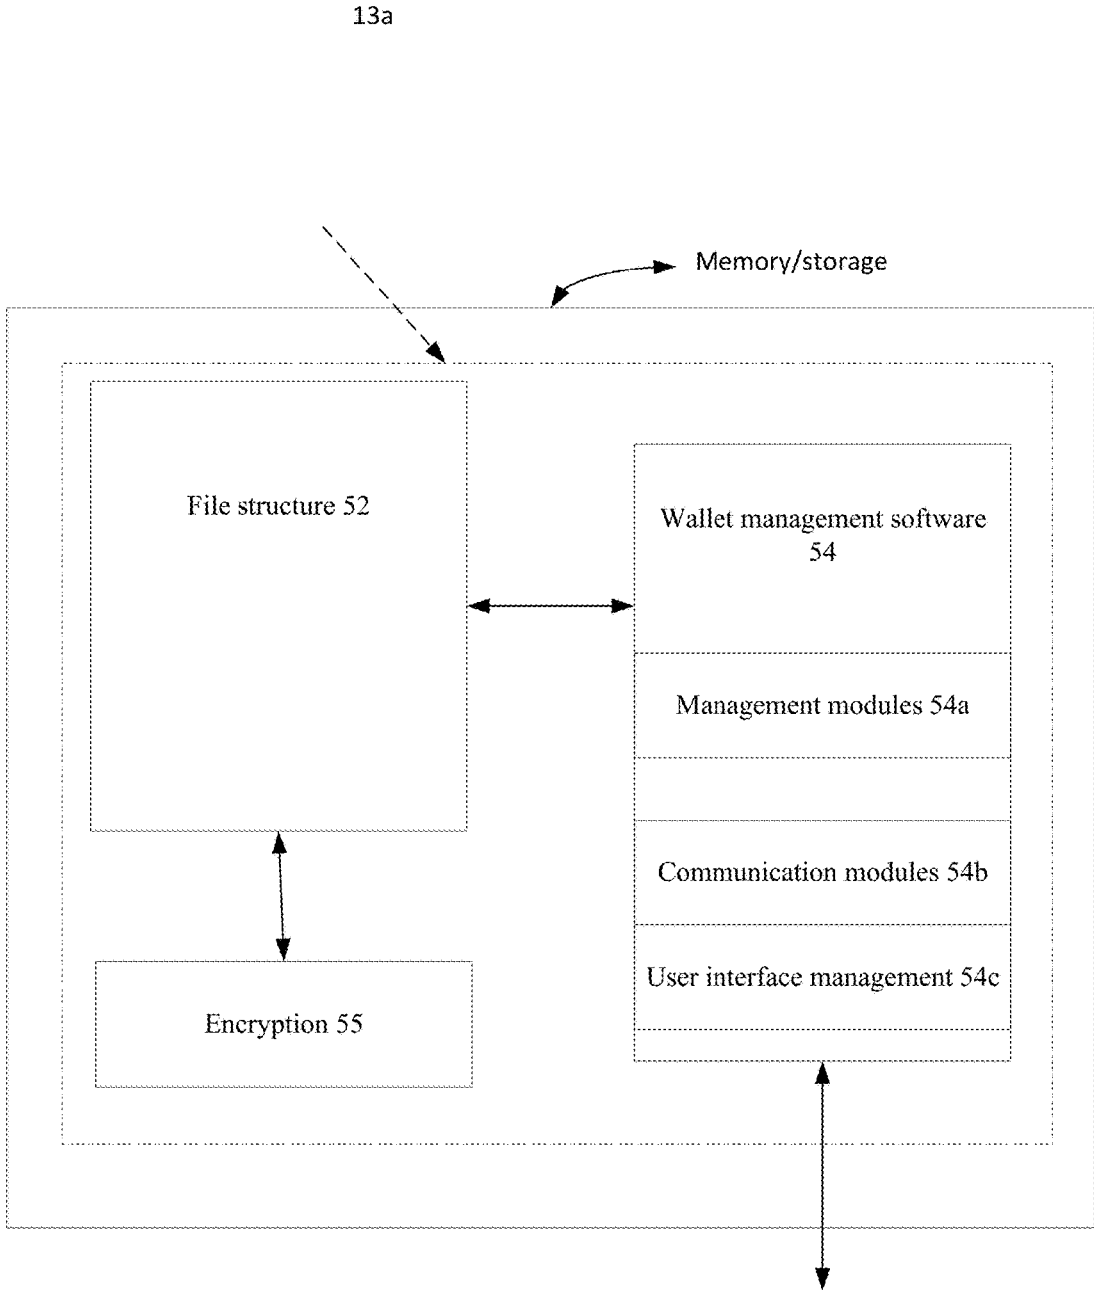 13a
Memory/storage
File structure 52
Wallet management software
54
Management modules 54a
Communication modules 54b
User interface management 54c
Encryption 55